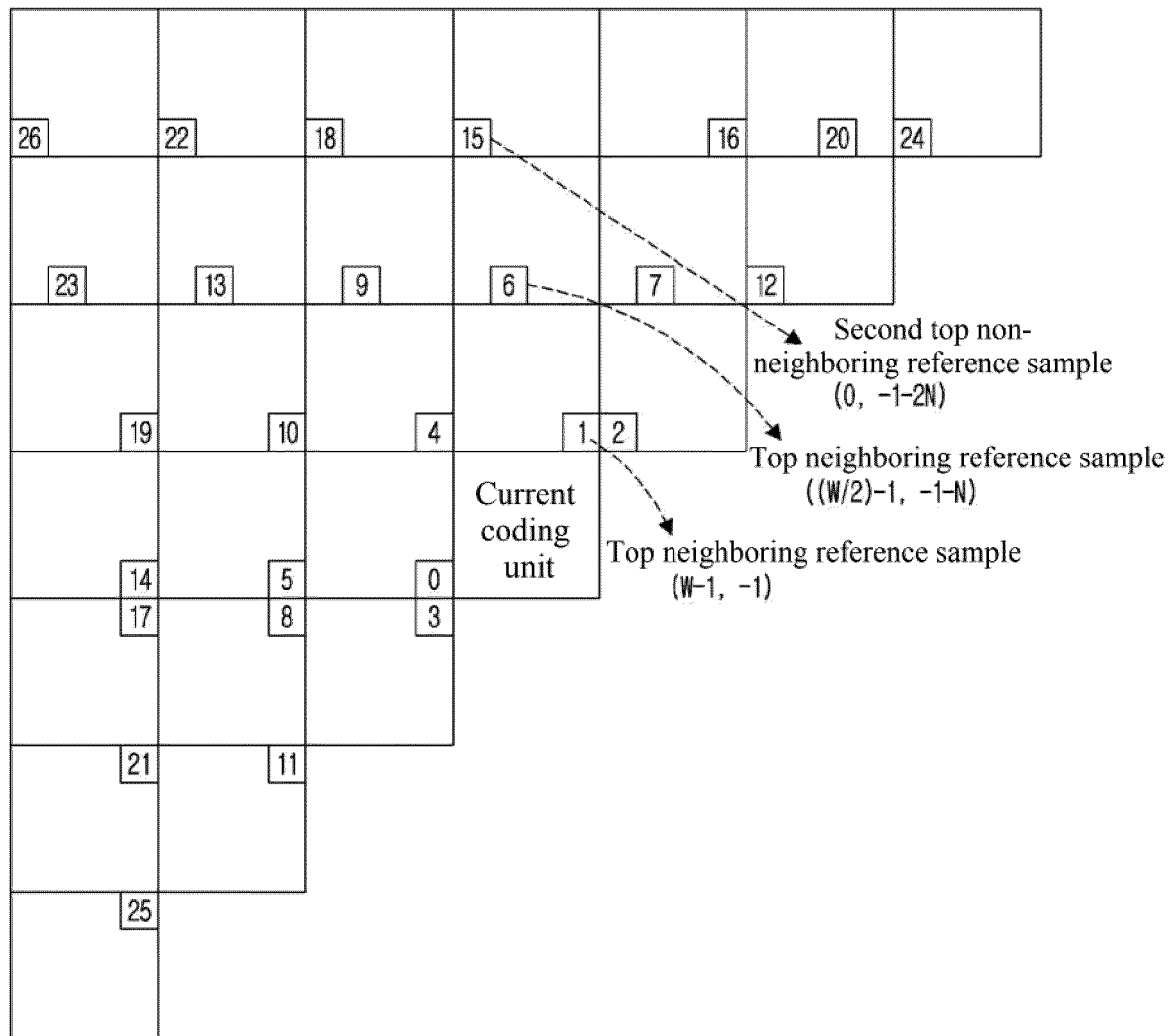 26 22 18 15 16 20 24
23 13 9 6 7 12
Second top non-
neighboring reference sample
(0, -1-2N)
19 10 4 1 2
Top neighboring reference sample
((W/2)-1, -1-N)
Current
coding
unit
Top neighboring reference sample
(W-1, -1)
14 5 0
17 8 3
21 11
25